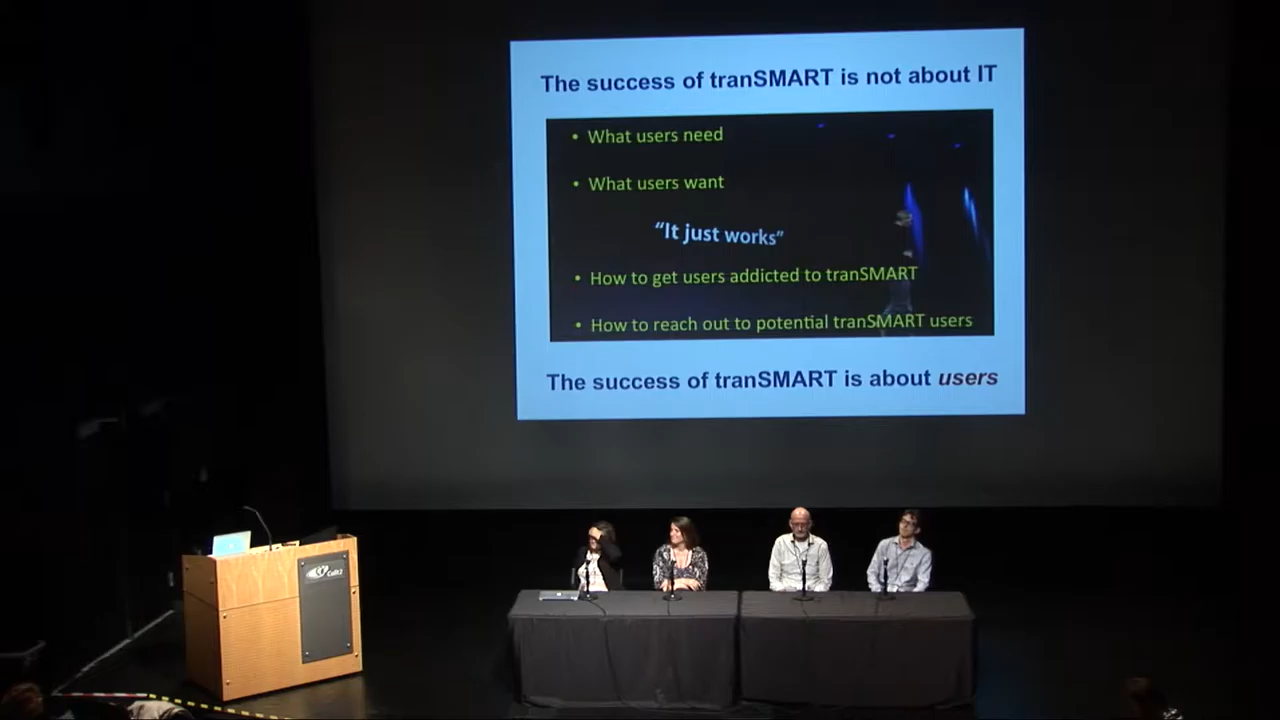 The success of tranSMART is not about IT
• What users need
• What users want
“It just works”
• How to get users addicted to tranSMART
• How to reach out to potential tranSMART users
The success of tranSMART is about users
Calit2